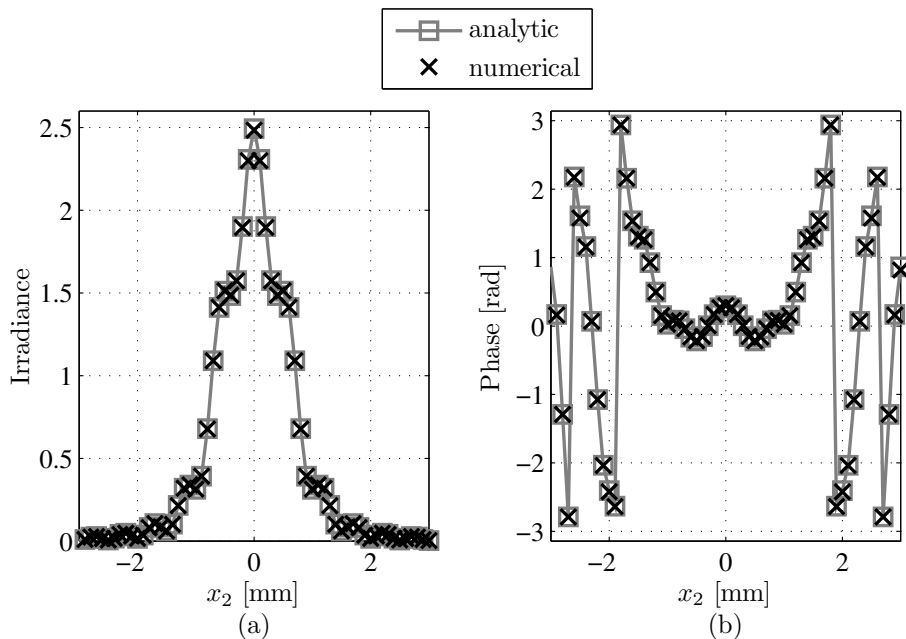 analytic
numerical
2.5
2
1.5
1
0.5
0
−2
0
2
Irradiance
x₂ [mm]
(a)
3
2
1
0
−1
−2
−3
−2
0
2
Phase [rad]
x₂ [mm]
(b)